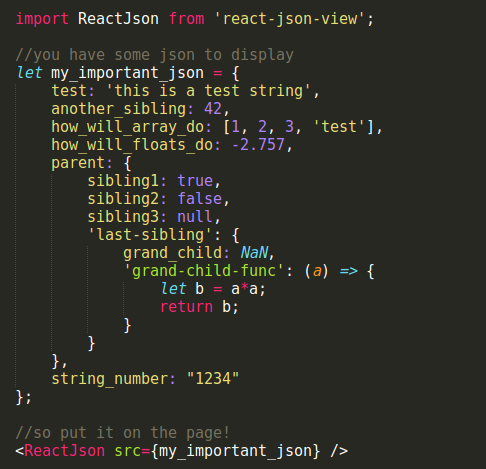 import ReactJson from 'react-json-view';

//you have some json to display
let my_important_json = {
    test: 'this is a test string',
    another_sibling: 42,
    how_will_array_do: [1, 2, 3, 'test'],
    how_will_floats_do: -2.757,
    parent: {
        sibling1: true,
        sibling2: false,
        sibling3: null,
        'last-sibling': {
            grand_child: NaN,
            'grand-child-func': (a) => {
                let b = a*a;
                return b;
            }
        }
    },
    string_number: "1234"
};

//so put it on the page!
<ReactJson src={my_important_json} />